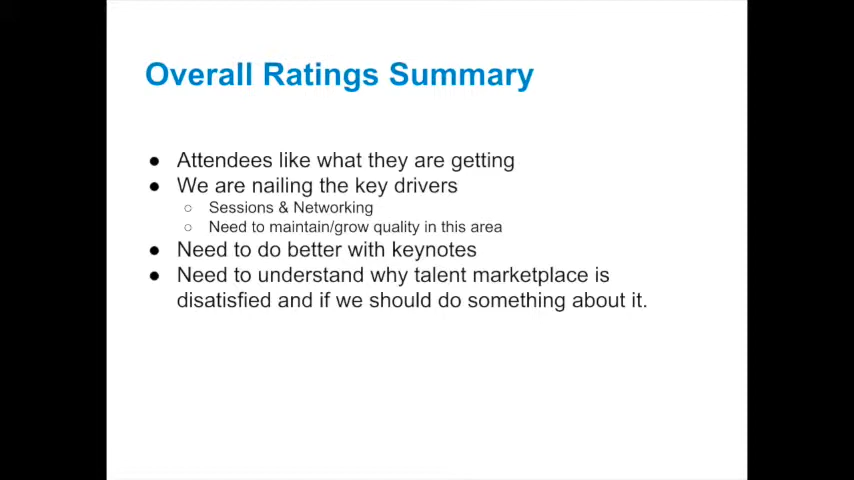 Overall Ratings Summary
● Attendees like what they are getting
● We are nailing the key drivers
○ Sessions & Networking
○ Need to maintain/grow quality in this area
● Need to do better with keynotes
● Need to understand why talent marketplace is
disatisfied and if we should do something about it.